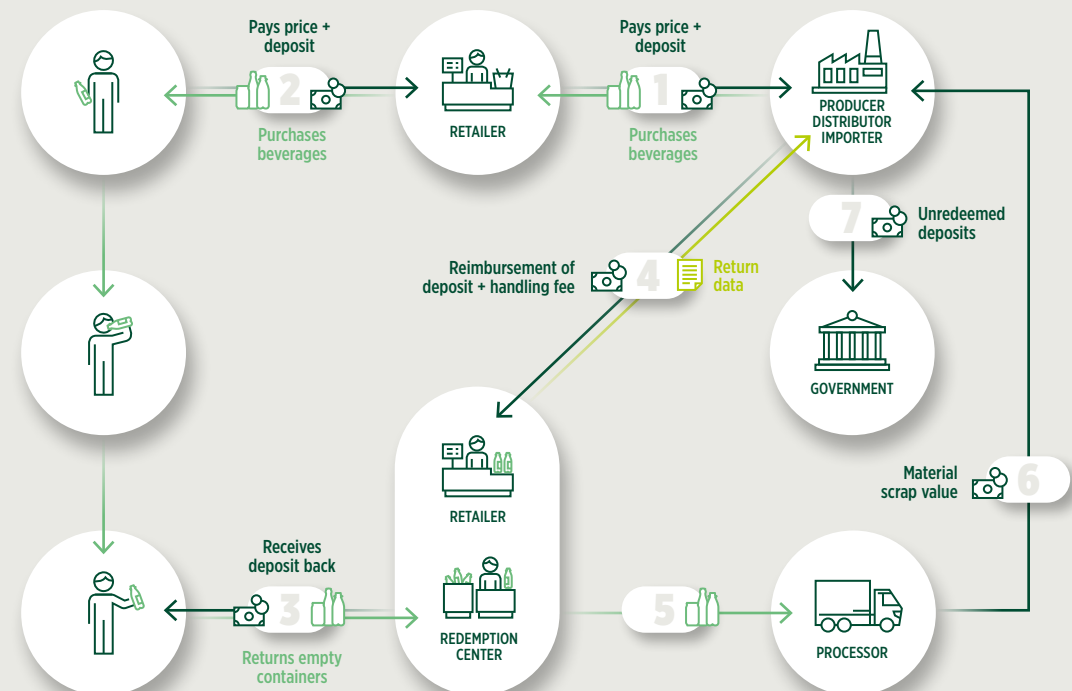 Pays price +
deposit
2
Purchases
beverages
RETAILER
Pays price +
deposit
1
Purchases
beverages
PRODUCER
DISTRIBUTOR
IMPORTER
7
Unredeemed
deposits
Reimbursement of
deposit + handling fee
4
Return
data
GOVERNMENT
Material
scrap value
6
RETAILER
Receives
deposit back
3
Returns empty
containers
REDEMPTION
CENTER
5
PROCESSOR